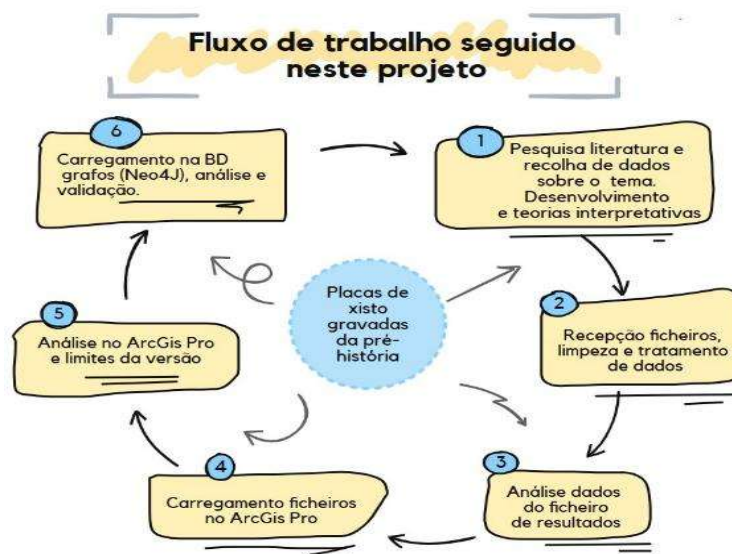 Fluxo de trabalho seguido
neste projeto
6
Carregamento na BD
grafos (Neo4J), análise e
validação.
1
Pesquisa literatura e
recolha de dados
sobre o tema.
Desenvolvimento
e teorias interpretativas
Placas de
xisto
gravadas
da pré-
história
2
Recepção ficheiros,
limpeza e tratamento
de dados
5
Análise no ArcGis Pro
e limites da versão
3
Análise dados
do ficheiro
de resultados
4
Carregamento ficheiros
no ArcGis Pro